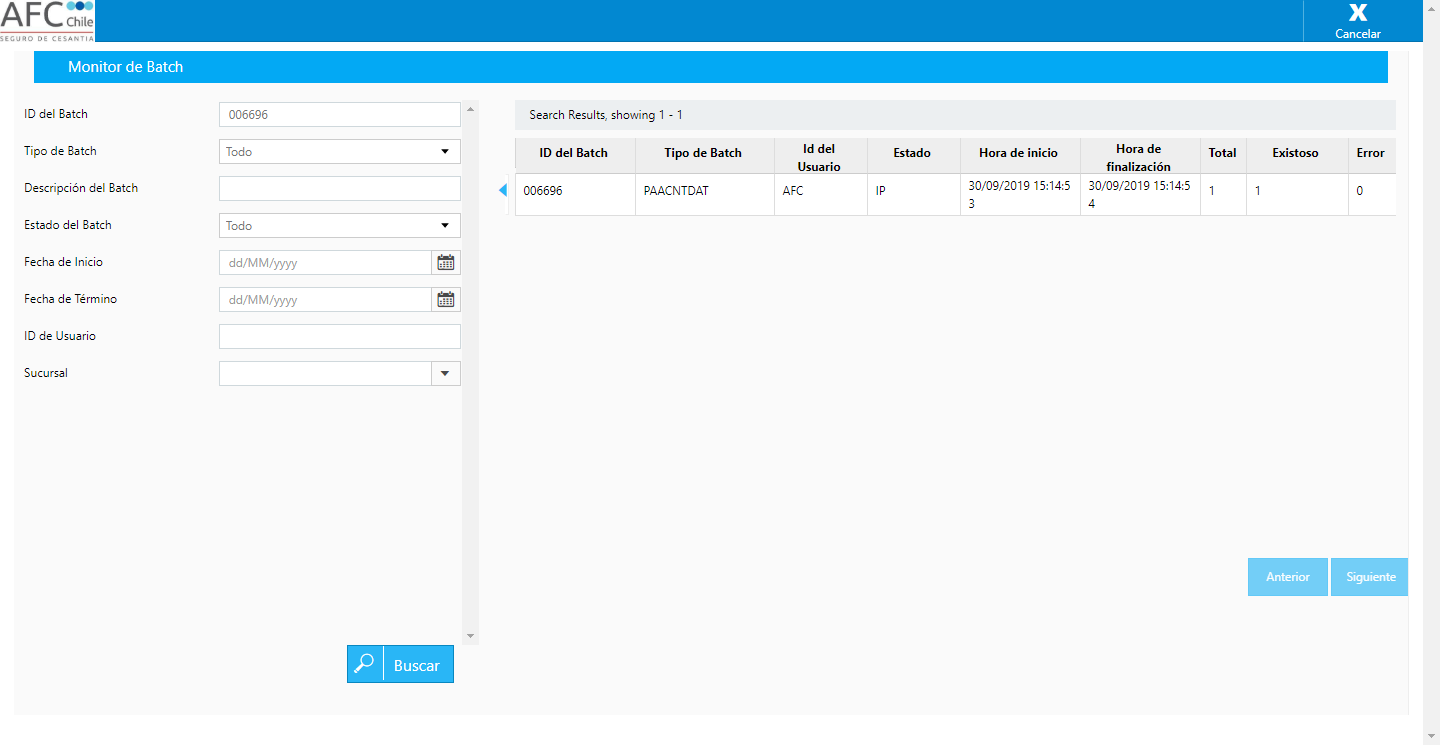 AFC
Chile
SEGURO DE CESANTIA
X
Cancelar
Monitor de Batch
ID del Batch
006696
Tipo de Batch
Todo
Descripción del Batch
Estado del Batch
Todo
Fecha de Inicio
dd/MM/yyyy
Fecha de Término
dd/MM/yyyy
ID de Usuario
Sucursal
Buscar
Search Results, showing 1 - 1
ID del Batch
Tipo de Batch
Id del
Usuario
Estado
Hora de inicio
Hora de
finalización
Total
Existoso
Error
006696
PAACNTDAT
AFC
IP
30/09/2019 15:14:5
3
30/09/2019 15:14:5
4
1
1
0
Anterior
Siguiente